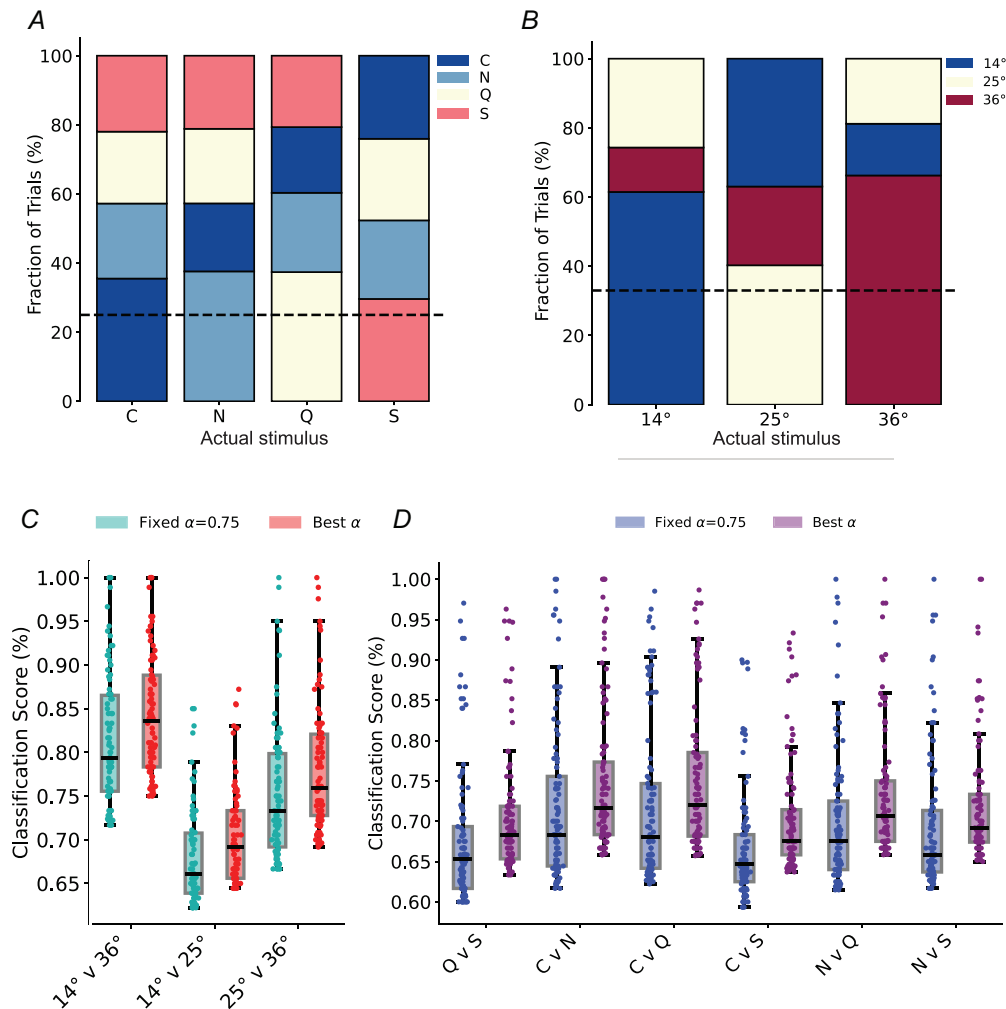 A
Fraction of Trials (%)
100
80
60
40
20
0
C
N
Q
S
C N Q S
Actual stimulus
B
Fraction of Trials (%)
100
80
60
40
20
0
14°
25°
36°
14° 25° 36°
Actual stimulus
C
Fixed α=0.75 Best α
Classification Score (%)
1.00
0.95
0.90
0.85
0.80
0.75
0.70
0.65
14° v 36° 14° v 25° 25° v 36°
D
Fixed α=0.75 Best α
Classification Score (%)
1.00
0.95
0.90
0.85
0.80
0.75
0.70
0.65
0.60
Q v S C v N C v Q C v S N v Q N v S